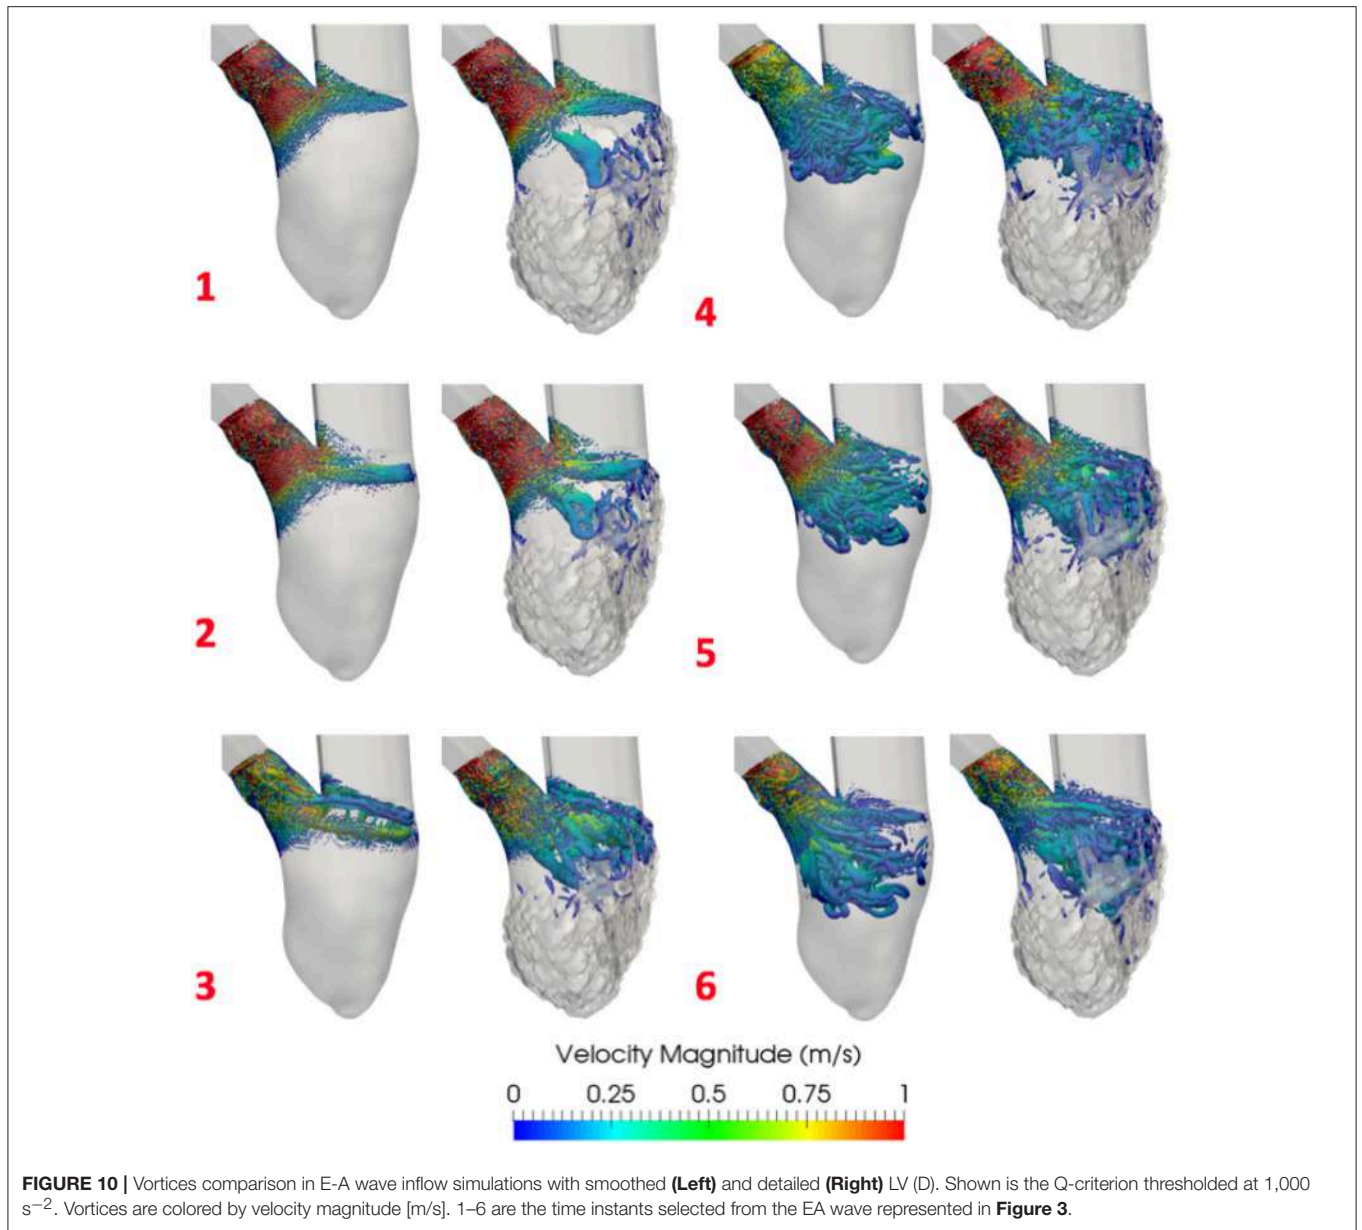 1
4
2
5
3
6
Velocity Magnitude (m/s)
0 0.25 0.5 0.75 1
FIGURE 10 | Vortices comparison in E-A wave inflow simulations with smoothed (Left) and detailed (Right) LV (D). Shown is the Q-criterion thresholded at 1,000
s−2. Vortices are colored by velocity magnitude [m/s]. 1–6 are the time instants selected from the EA wave represented in Figure 3.